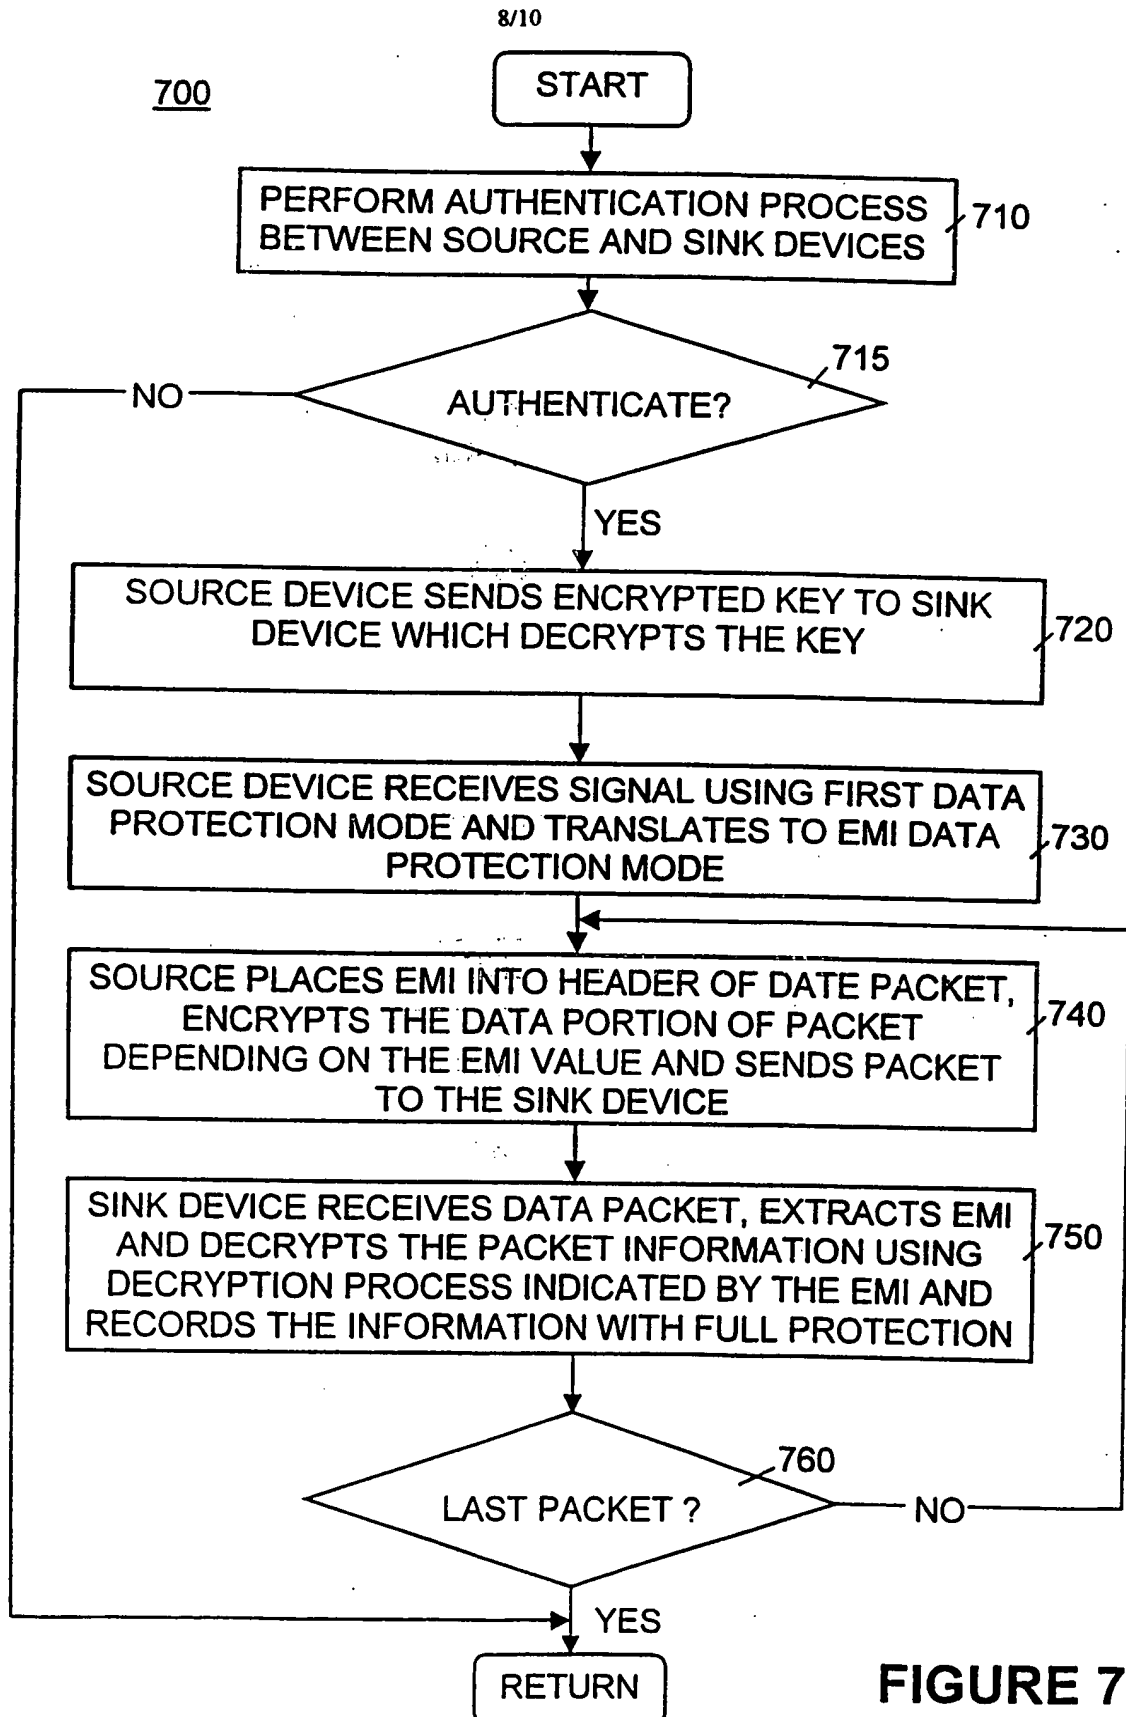 8/10
START
700
PERFORM AUTHENTICATION PROCESS
BETWEEN SOURCE AND SINK DEVICES
710
715
NO
AUTHENTICATE?
YES
SOURCE DEVICE SENDS ENCRYPTED KEY TO SINK
DEVICE WHICH DECRYPTS THE KEY
720
SOURCE DEVICE RECEIVES SIGNAL USING FIRST DATA
PROTECTION MODE AND TRANSLATES TO EMI DATA
PROTECTION MODE
730
SOURCE PLACES EMI INTO HEADER OF DATE PACKET,
ENCRYPTS THE DATA PORTION OF PACKET
DEPENDING ON THE EMI VALUE AND SENDS PACKET
TO THE SINK DEVICE
740
SINK DEVICE RECEIVES DATA PACKET, EXTRACTS EMI
AND DECRYPTS THE PACKET INFORMATION USING
DECRYPTION PROCESS INDICATED BY THE EMI AND
RECORDS THE INFORMATION WITH FULL PROTECTION
750
760
LAST PACKET ?
NO
YES
RETURN
FIGURE 7